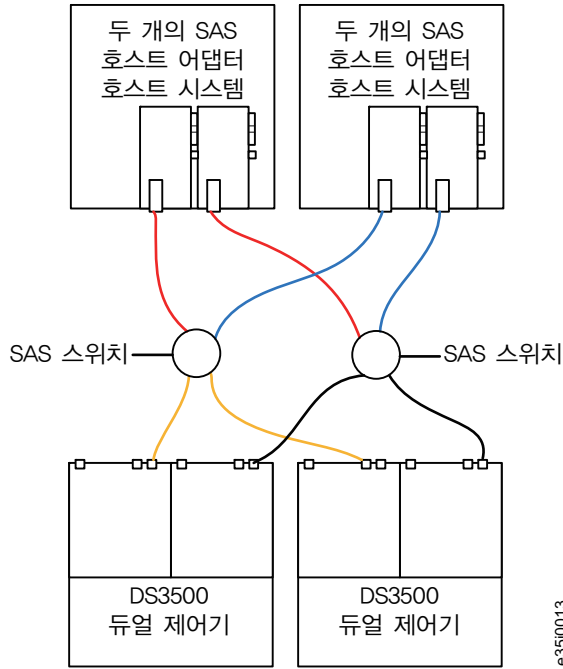 두 개의 SAS
호스트 어댑터
호스트 시스템
두 개의 SAS
호스트 어댑터
호스트 시스템
SAS 스위치
SAS 스위치
DS3500
듀얼 제어기
DS3500
듀얼 제어기
e35i0013